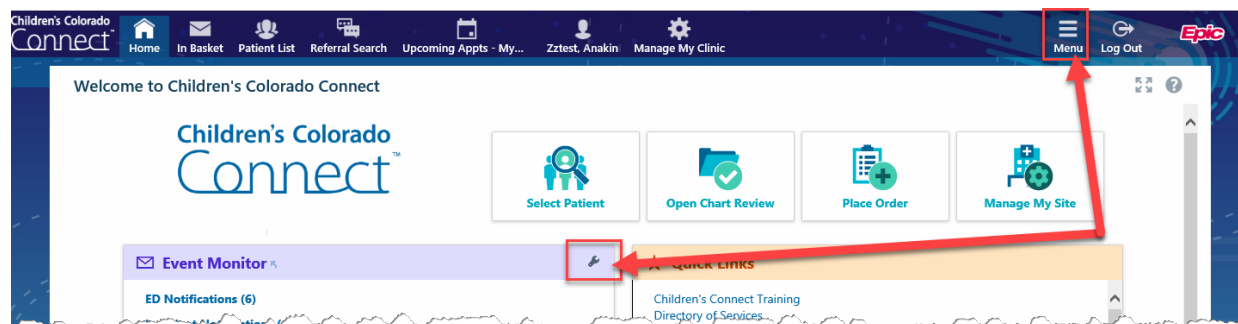 Children's Colorado
Connect™
Home In Basket Patient List Referral Search Upcoming Appts - My... Zztest, Anakin Manage My Clinic Menu Log Out Epic
Welcome to Children's Colorado Connect
Children's Colorado
Connect™
Select Patient Open Chart Review Place Order Manage My Site
Event Monitor Quick Links
ED Notifications (6) Children's Connect Training
Directory of Services